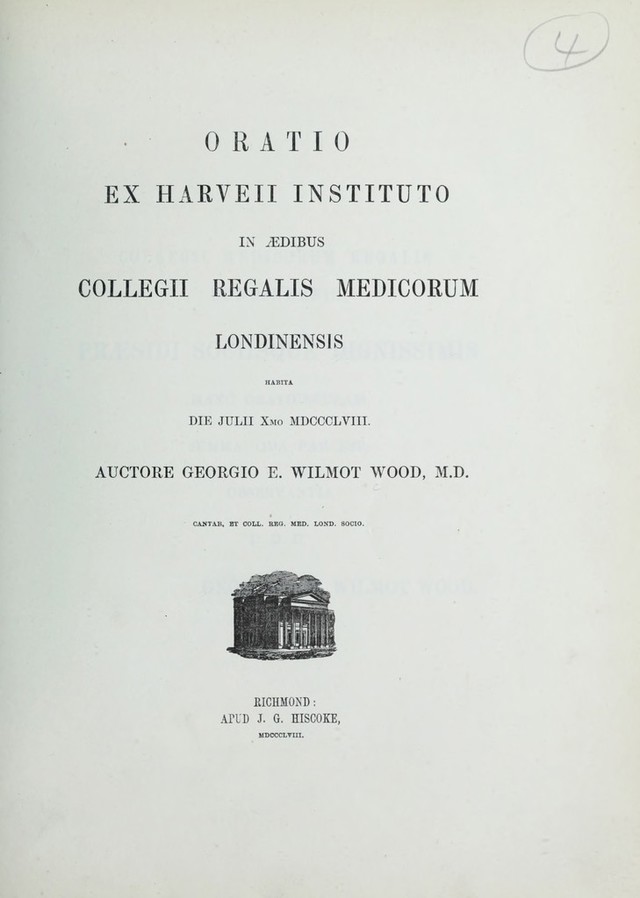 4
ORATIO
EX HARVEII INSTITUTO
IN ÆDIBUS
COLLEGII REGALIS MEDICORUM
LONDINENSIS
HABITA
DIE JULII XMO MDCCCLVIII.
AUCTORE GEORGIO E. WILMOT WOOD, M.D.
CANTAB, ET COLL. REG. MED. LOND. SOCIO.
RICHMOND:
APUD J. G. HISCOKE,
MDCCCLVIII.